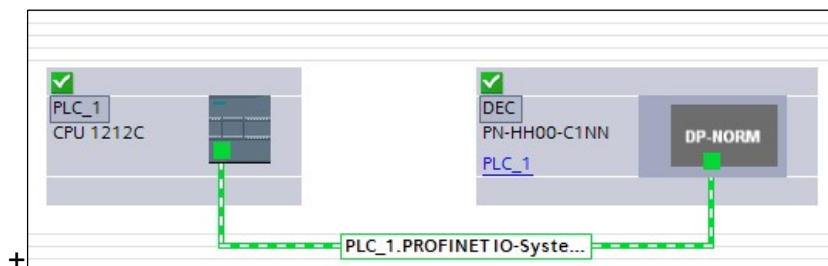 PLC_1
CPU 1212C
DEC
PN-HH00-C1NN
PLC_1
DP-NORM
PLC_1.PROFINET IO-Syste...
+